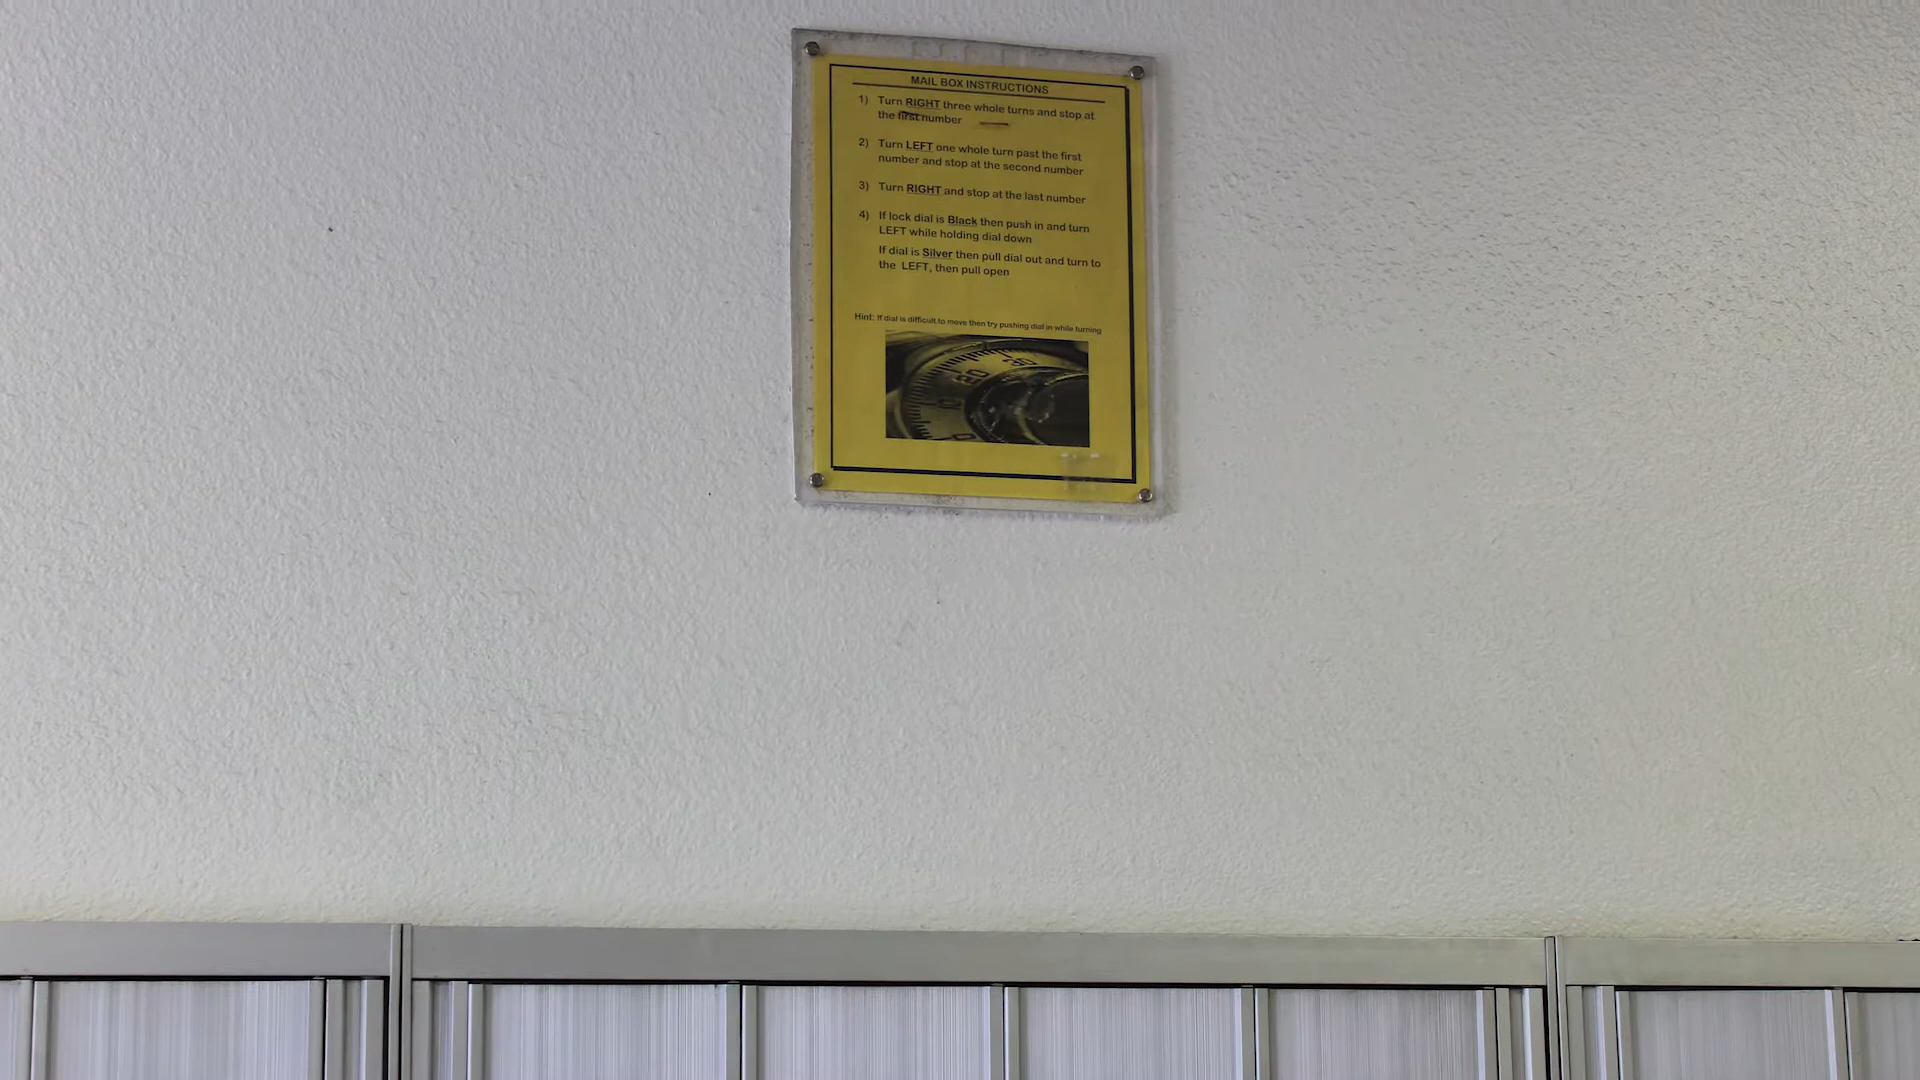 MAIL BOX INSTRUCTIONS
1) Turn RIGHT three whole turns and stop at
the first number
2) Turn LEFT one whole turn past the first
number and stop at the second number
3) Turn RIGHT and stop at the last number
4) If lock dial is Black then push in and turn
LEFT while holding dial down
If dial is Silver then pull dial out and turn to
the LEFT, then pull open
Hint: If dial is difficult to move then try pushing dial in while turning
30
20
10
0